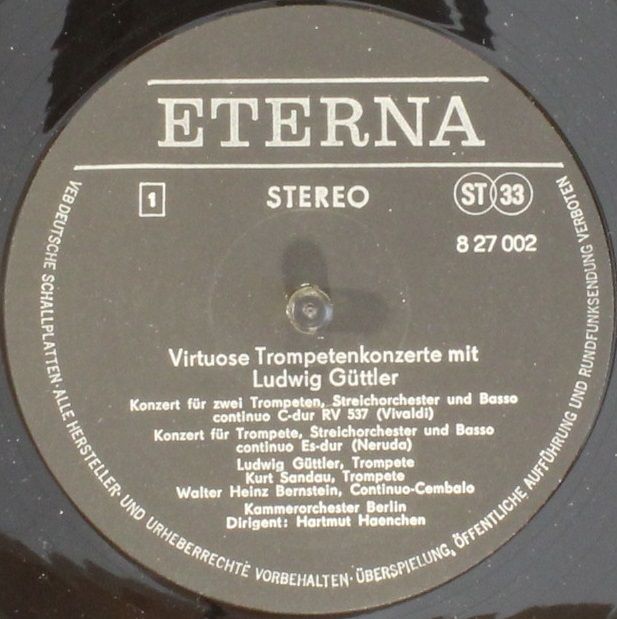 ETERNA
1
STEREO
ST 33
8 27 002
Virtuose Trompetenkonzerte mit
Ludwig Güttler
Konzert für zwei Trompeten, Streichorchester und Basso
continuo C-dur RV 537 (Vivaldi)
Konzert für Trompete, Streichorchester und Basso
continuo Es-dur (Neruda)
Ludwig Güttler, Trompete
Kurt Sandau, Trompete
Walter Heinz Bernstein, Continuo-Cembalo
Kammerorchester Berlin
Dirigent: Hartmut Haenchen
VEB DEUTSCHE SCHALLPLATTEN · ALLE HERSTELLER- UND URHEBERRECHTE VORBEHALTEN · ÜBERSPIELUNG, ÖFFENTLICHE AUFFÜHRUNG UND RUNDFUNKSENDUNG VERBOTEN